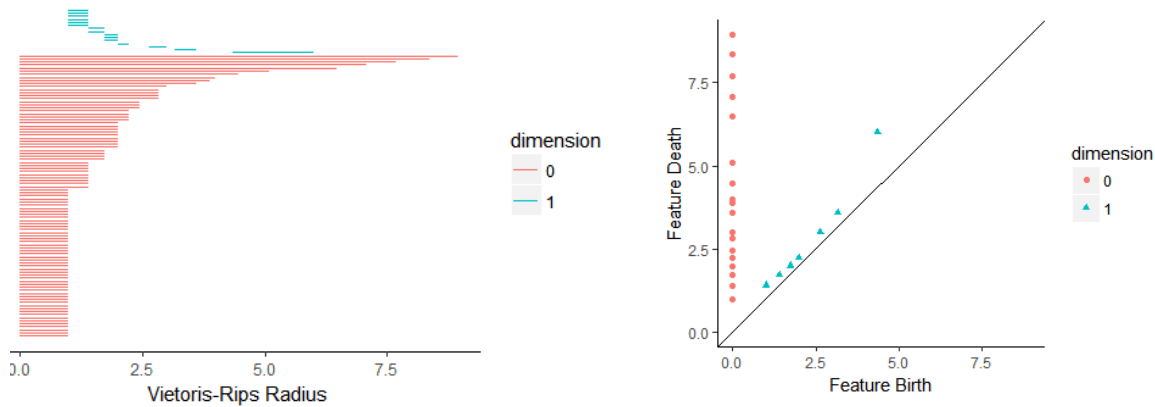 dimension
0
1
0.0 2.5 5.0 7.5
Vietoris-Rips Radius
7.5
5.0
2.5
0.0
Feature Death
0.0 2.5 5.0 7.5
Feature Birth
dimension
0
1